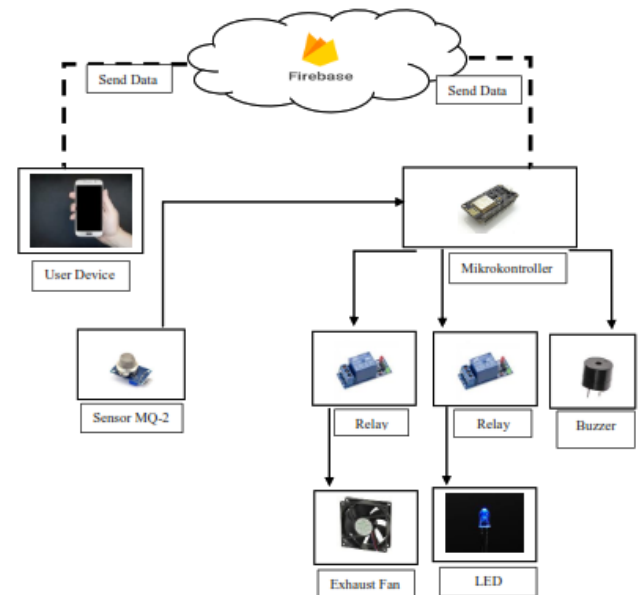 Firebase
Send Data
Send Data
User Device
Mikrokontroller
Sensor MQ-2
Relay
Relay
Buzzer
Exhaust Fan
LED